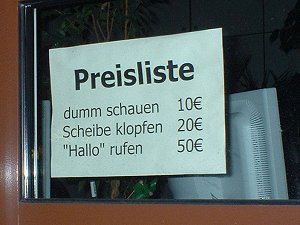 Preisliste
dumm schauen 10€
Scheibe klopfen 20€
"Hallo" rufen 50€